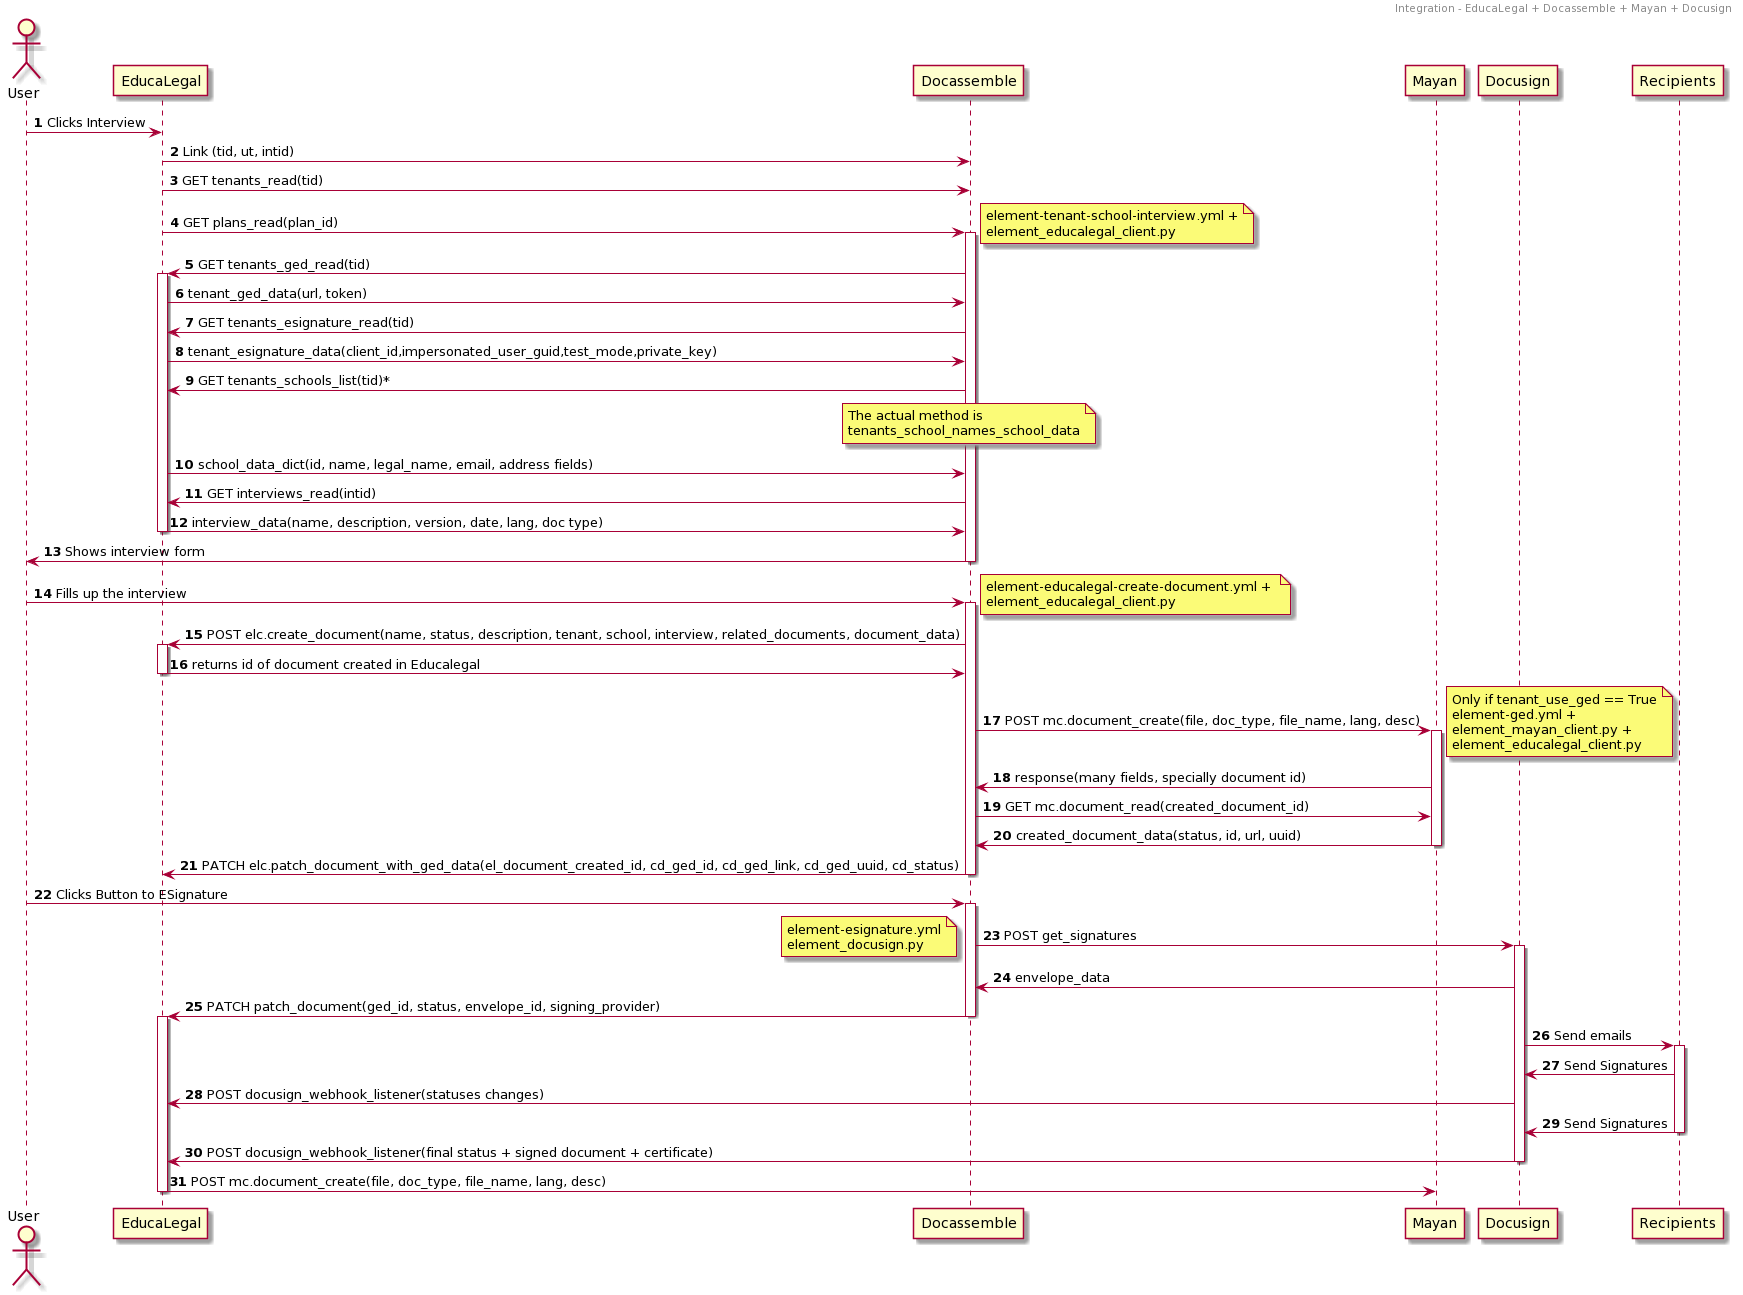 Integration - EducaLegal + Docassemble + Mayan + Docusign
User
EducaLegal
Docassemble
Mayan
Docusign
Recipients
1 Clicks Interview
2 Link (tid, ut, intid)
3 GET tenants_read(tid)
4 GET plans_read(plan_id)
element-tenant-school-interview.yml +
element_educalegal_client.py
5 GET tenants_ged_read(tid)
6 tenant_ged_data(url, token)
7 GET tenants_esignature_read(tid)
8 tenant_esignature_data(client_id,impersonated_user_guid,test_mode,private_key)
9 GET tenants_schools_list(tid)*
The actual method is
tenants_school_names_school_data
10 school_data_dict(id, name, legal_name, email, address fields)
11 GET interviews_read(intid)
12 interview_data(name, description, version, date, lang, doc type)
13 Shows interview form
14 Fills up the interview
element-educalegal-create-document.yml +
element_educalegal_client.py
15 POST elc.create_document(name, status, description, tenant, school, interview, related_documents, document_data)
16 returns id of document created in Educalegal
17 POST mc.document_create(file, doc_type, file_name, lang, desc)
Only if tenant_use_ged == True
element-ged.yml +
element_mayan_client.py +
element_educalegal_client.py
18 response(many fields, specially document id)
19 GET mc.document_read(created_document_id)
20 created_document_data(status, id, url, uuid)
21 PATCH elc.patch_document_with_ged_data(el_document_created_id, cd_ged_id, cd_ged_link, cd_ged_uuid, cd_status)
22 Clicks Button to ESignature
element-esignature.yml
element_docusign.py
23 POST get_signatures
24 envelope_data
25 PATCH patch_document(ged_id, status, envelope_id, signing_provider)
26 Send emails
27 Send Signatures
28 POST docusign_webhook_listener(statuses changes)
29 Send Signatures
30 POST docusign_webhook_listener(final status + signed document + certificate)
31 POST mc.document_create(file, doc_type, file_name, lang, desc)
User
EducaLegal
Docassemble
Mayan
Docusign
Recipients